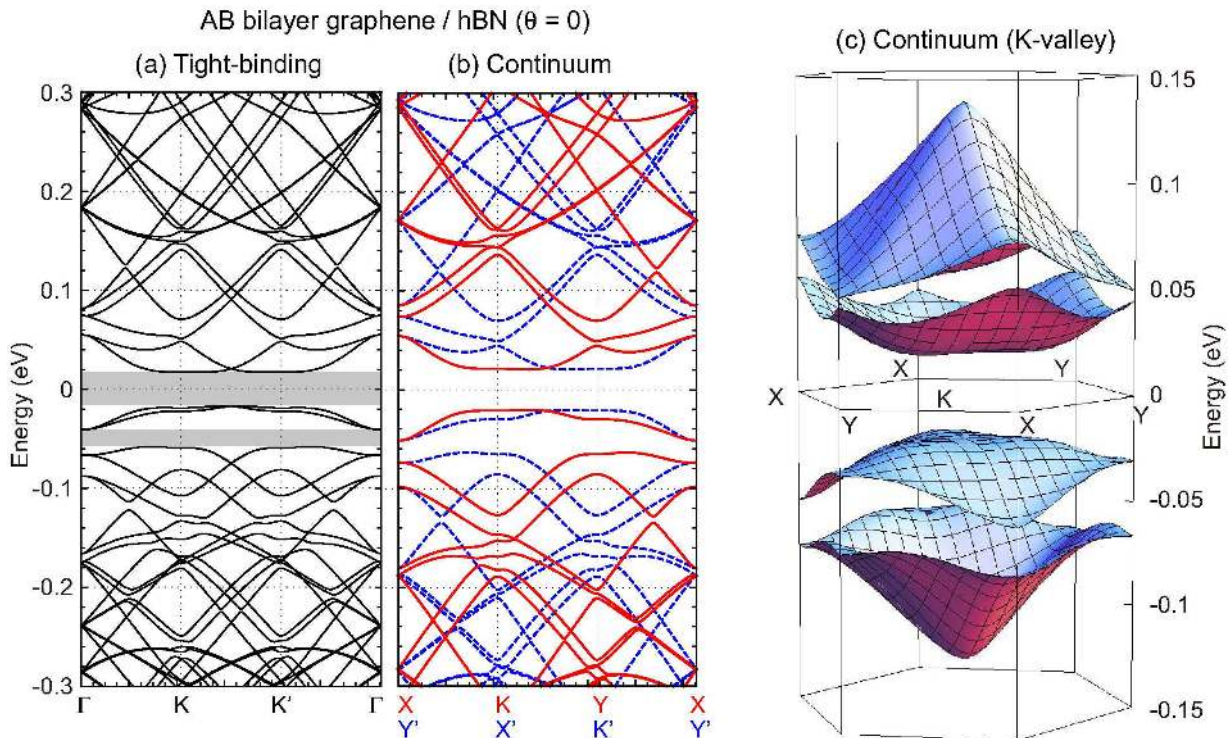 AB bilayer graphene / hBN (θ = 0)
(a) Tight-binding
(b) Continuum
(c) Continuum (K-valley)
Energy (eV)
0.3
0.2
0.1
0
-0.1
-0.2
-0.3
Γ K K' Γ
X K Y X
Y' X' K' Y'
0.15
0.1
0.05
0
-0.05
-0.1
-0.15
Energy (eV)
X X Y
K
Y X Y